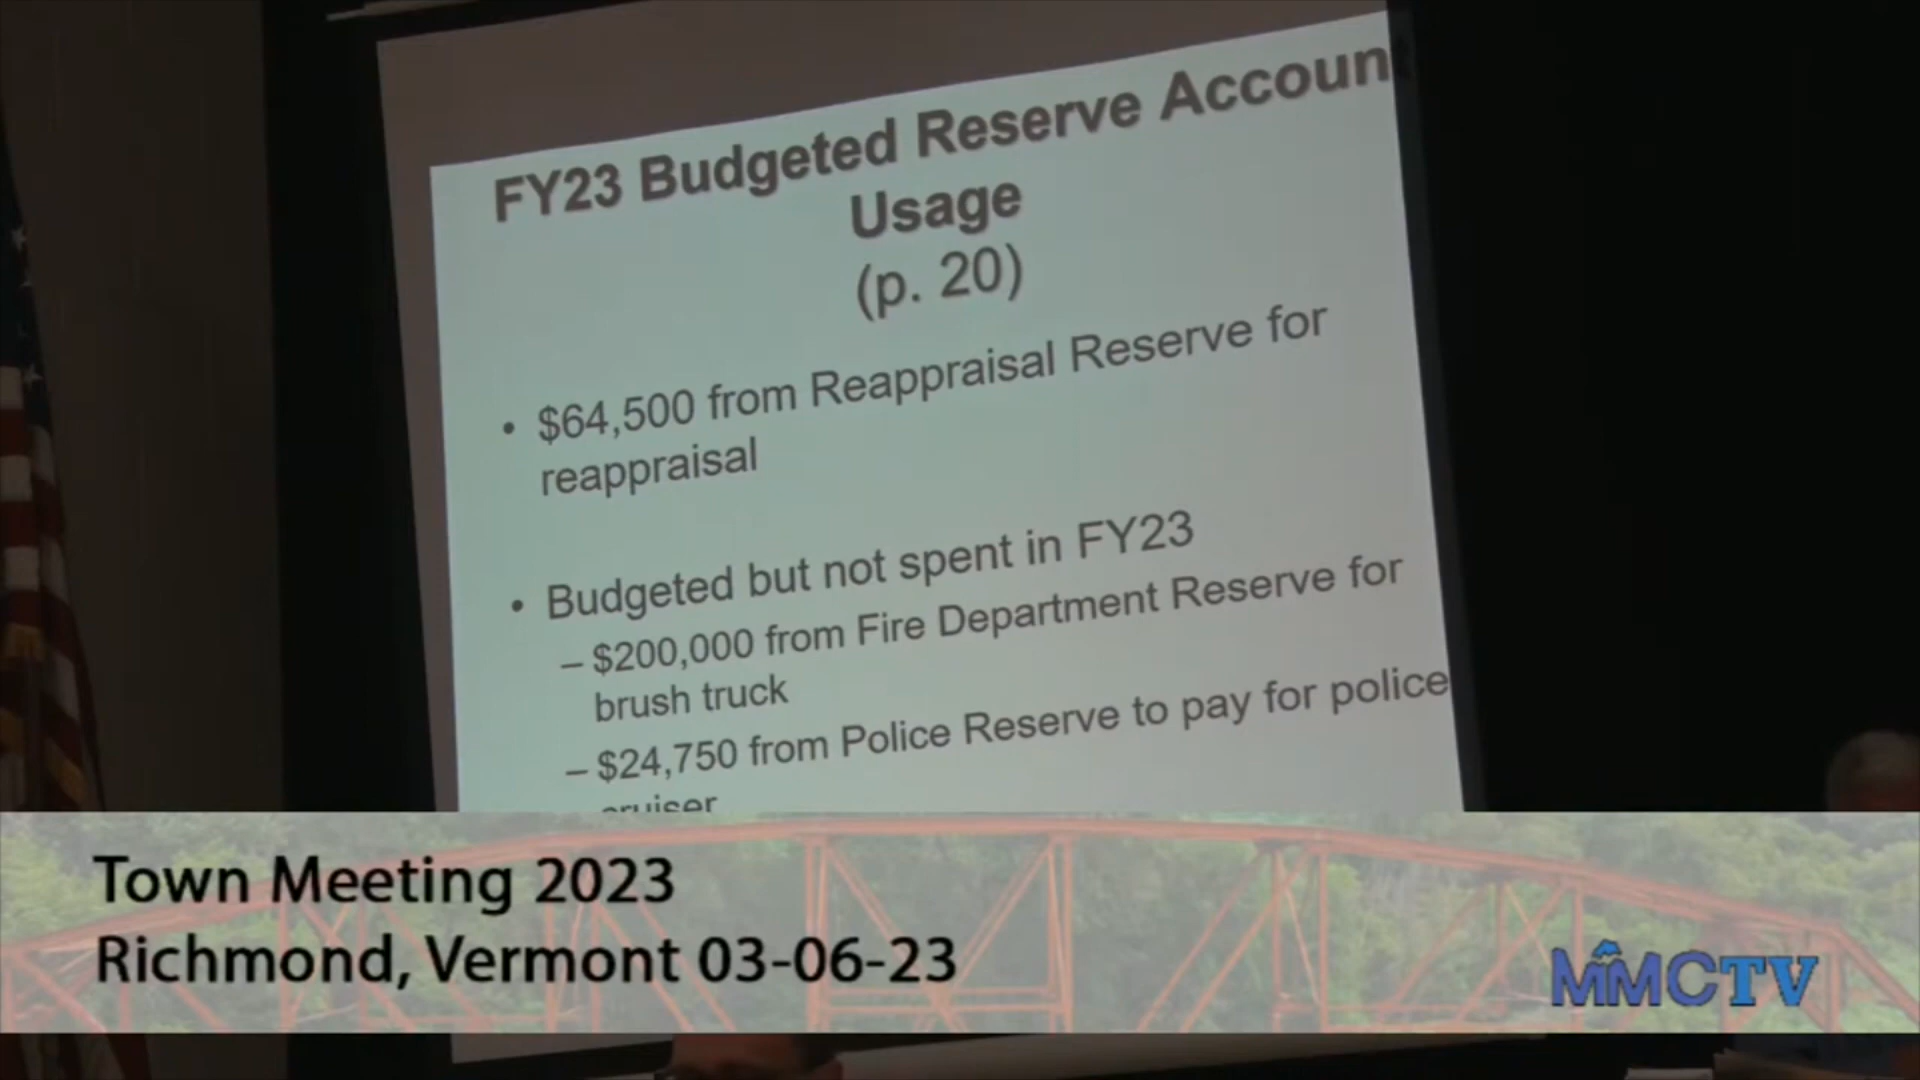 FY23 Budgeted Reserve Accoun
Usage
(p. 20)
• $64,500 from Reappraisal Reserve for
reappraisal
• Budgeted but not spent in FY23
– $200,000 from Fire Department Reserve for
brush truck
– $24,750 from Police Reserve to pay for police
cruiser
Town Meeting 2023
Richmond, Vermont 03-06-23
MMCTV